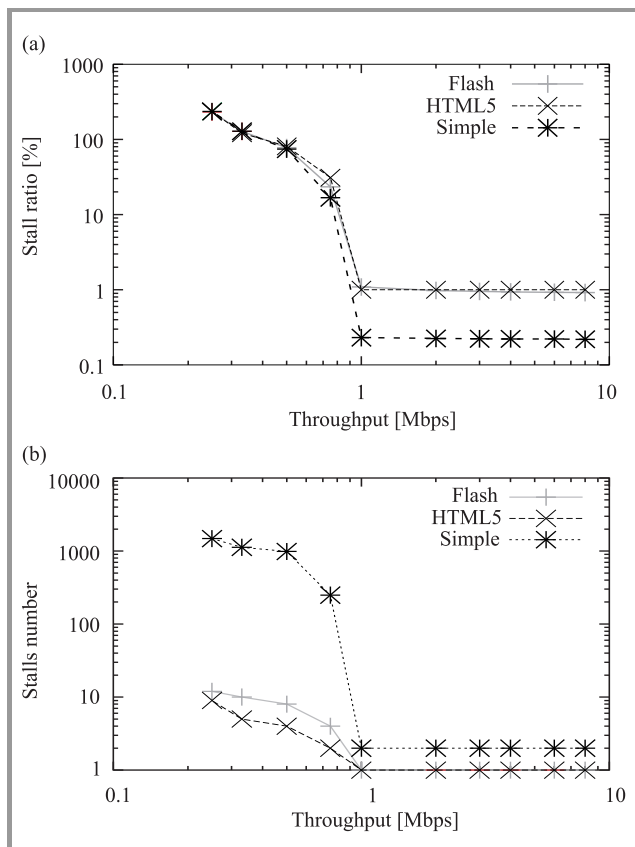 (a)
1000
100
10
1
0.1
Stall ratio [%]
Flash
HTML5
Simple
0.1 1 10
Throughput [Mbps]
(b)
10000
1000
100
10
1
Stalls number
Flash
HTML5
Simple
0.1 1 10
Throughput [Mbps]